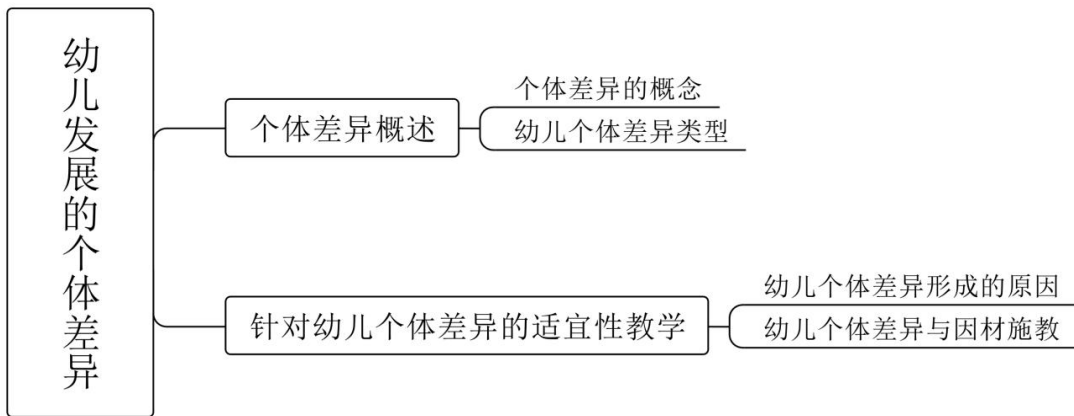 幼儿发展的个体差异
个体差异概述
个体差异的概念
幼儿个体差异类型
针对幼儿个体差异的适宜性教学
幼儿个体差异形成的原因
幼儿个体差异与因材施教